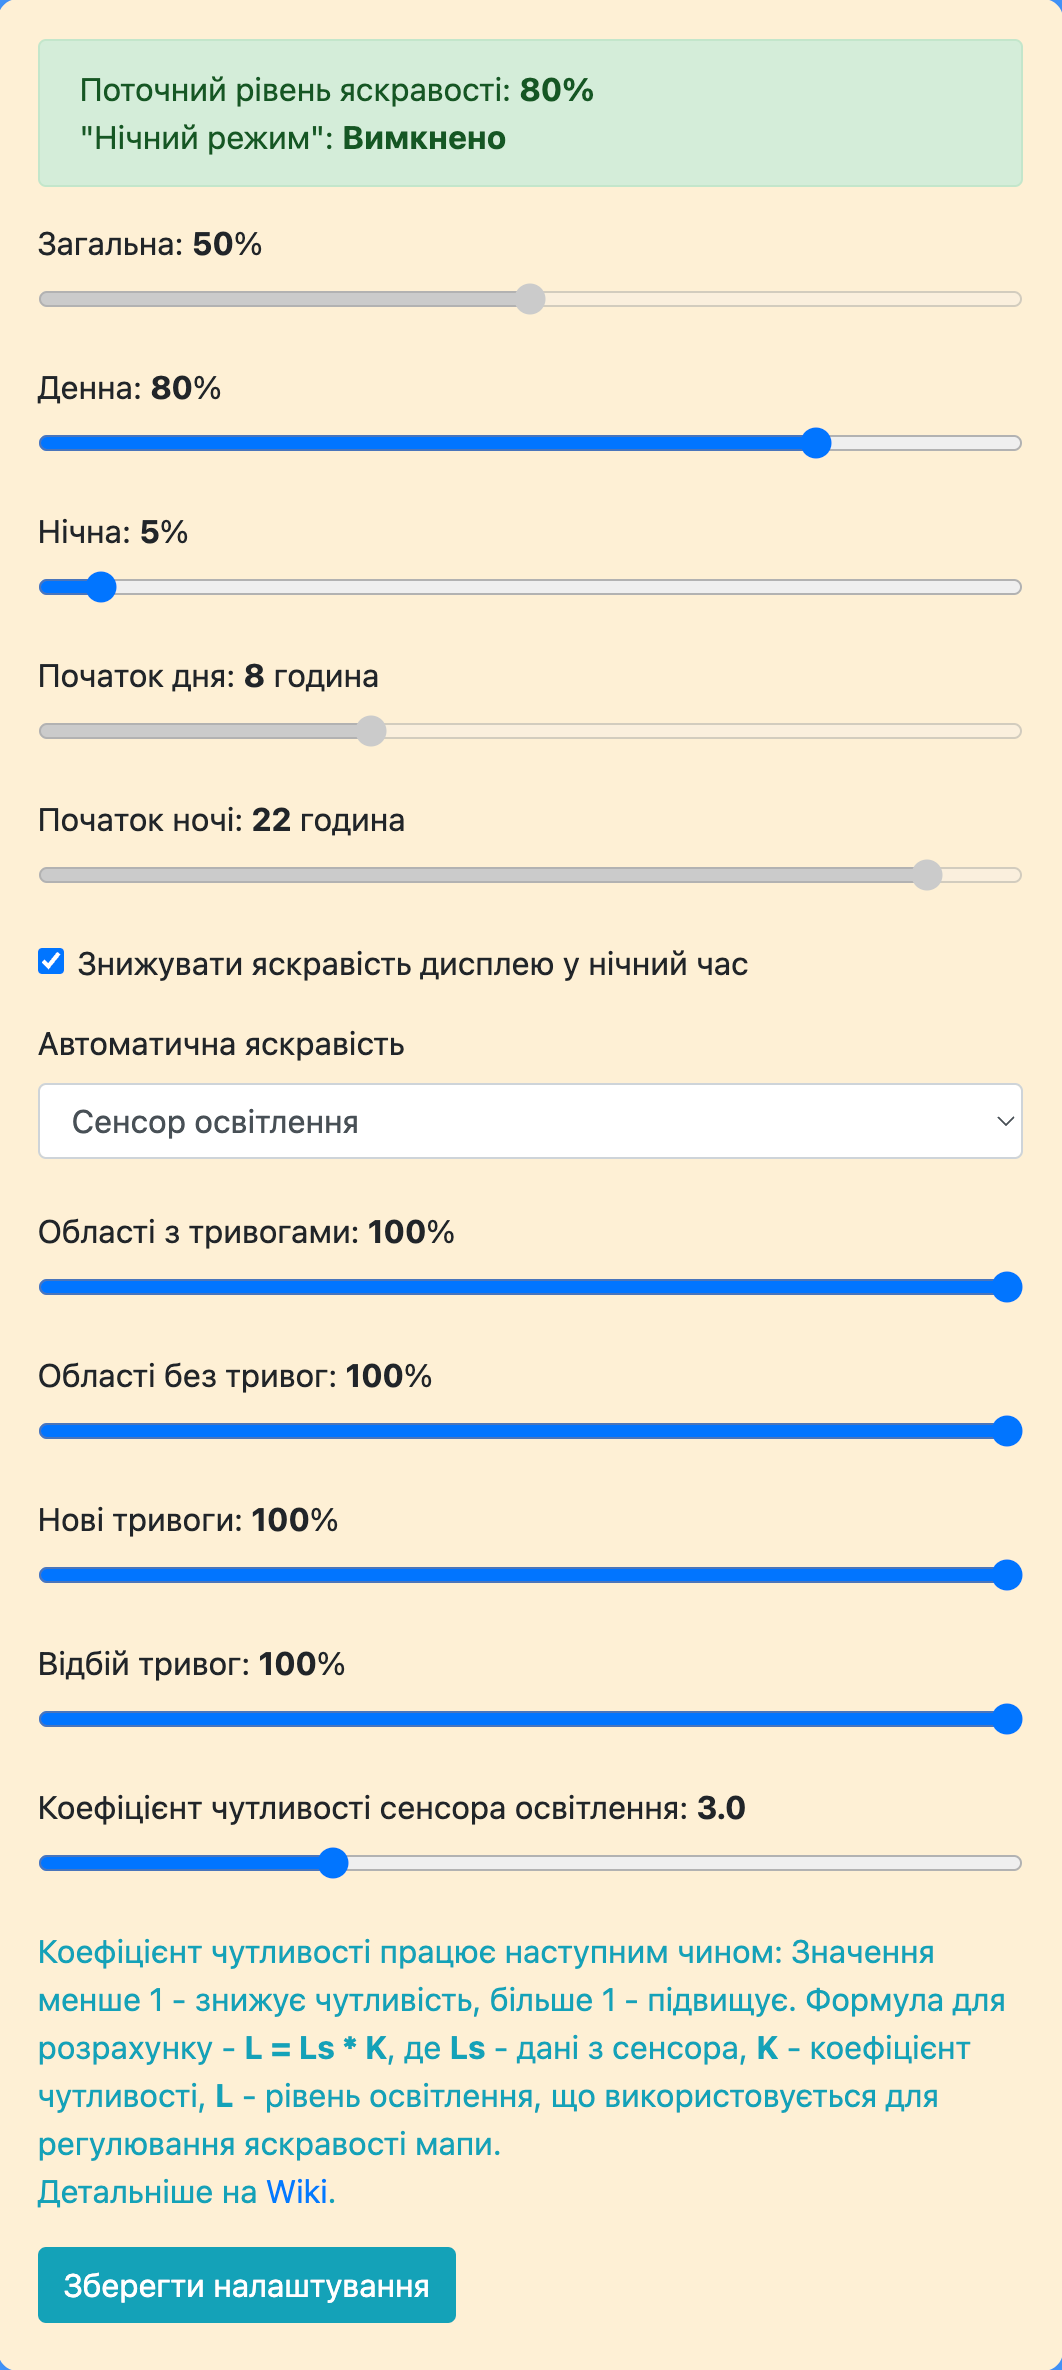 Поточний рівень яскравості: 80%
"Нічний режим": Вимкнено
Загальна: 50%
Денна: 80%
Нічна: 5%
Початок дня: 8 година
Початок ночі: 22 година
Знижувати яскравість дисплею у нічний час
Автоматична яскравість
Сенсор освітлення
Області з тривогами: 100%
Області без тривог: 100%
Нові тривоги: 100%
Відбій тривог: 100%
Коефіцієнт чутливості сенсора освітлення: 3.0
Коефіцієнт чутливості працює наступним чином: Значення
менше 1 - знижує чутливість, більше 1 - підвищує. Формула для
розрахунку - L = Ls * K, де Ls - дані з сенсора, K - коефіцієнт
чутливості, L - рівень освітлення, що використовується для
регулювання яскравості мапи.
Детальніше на Wiki.
Зберегти налаштування